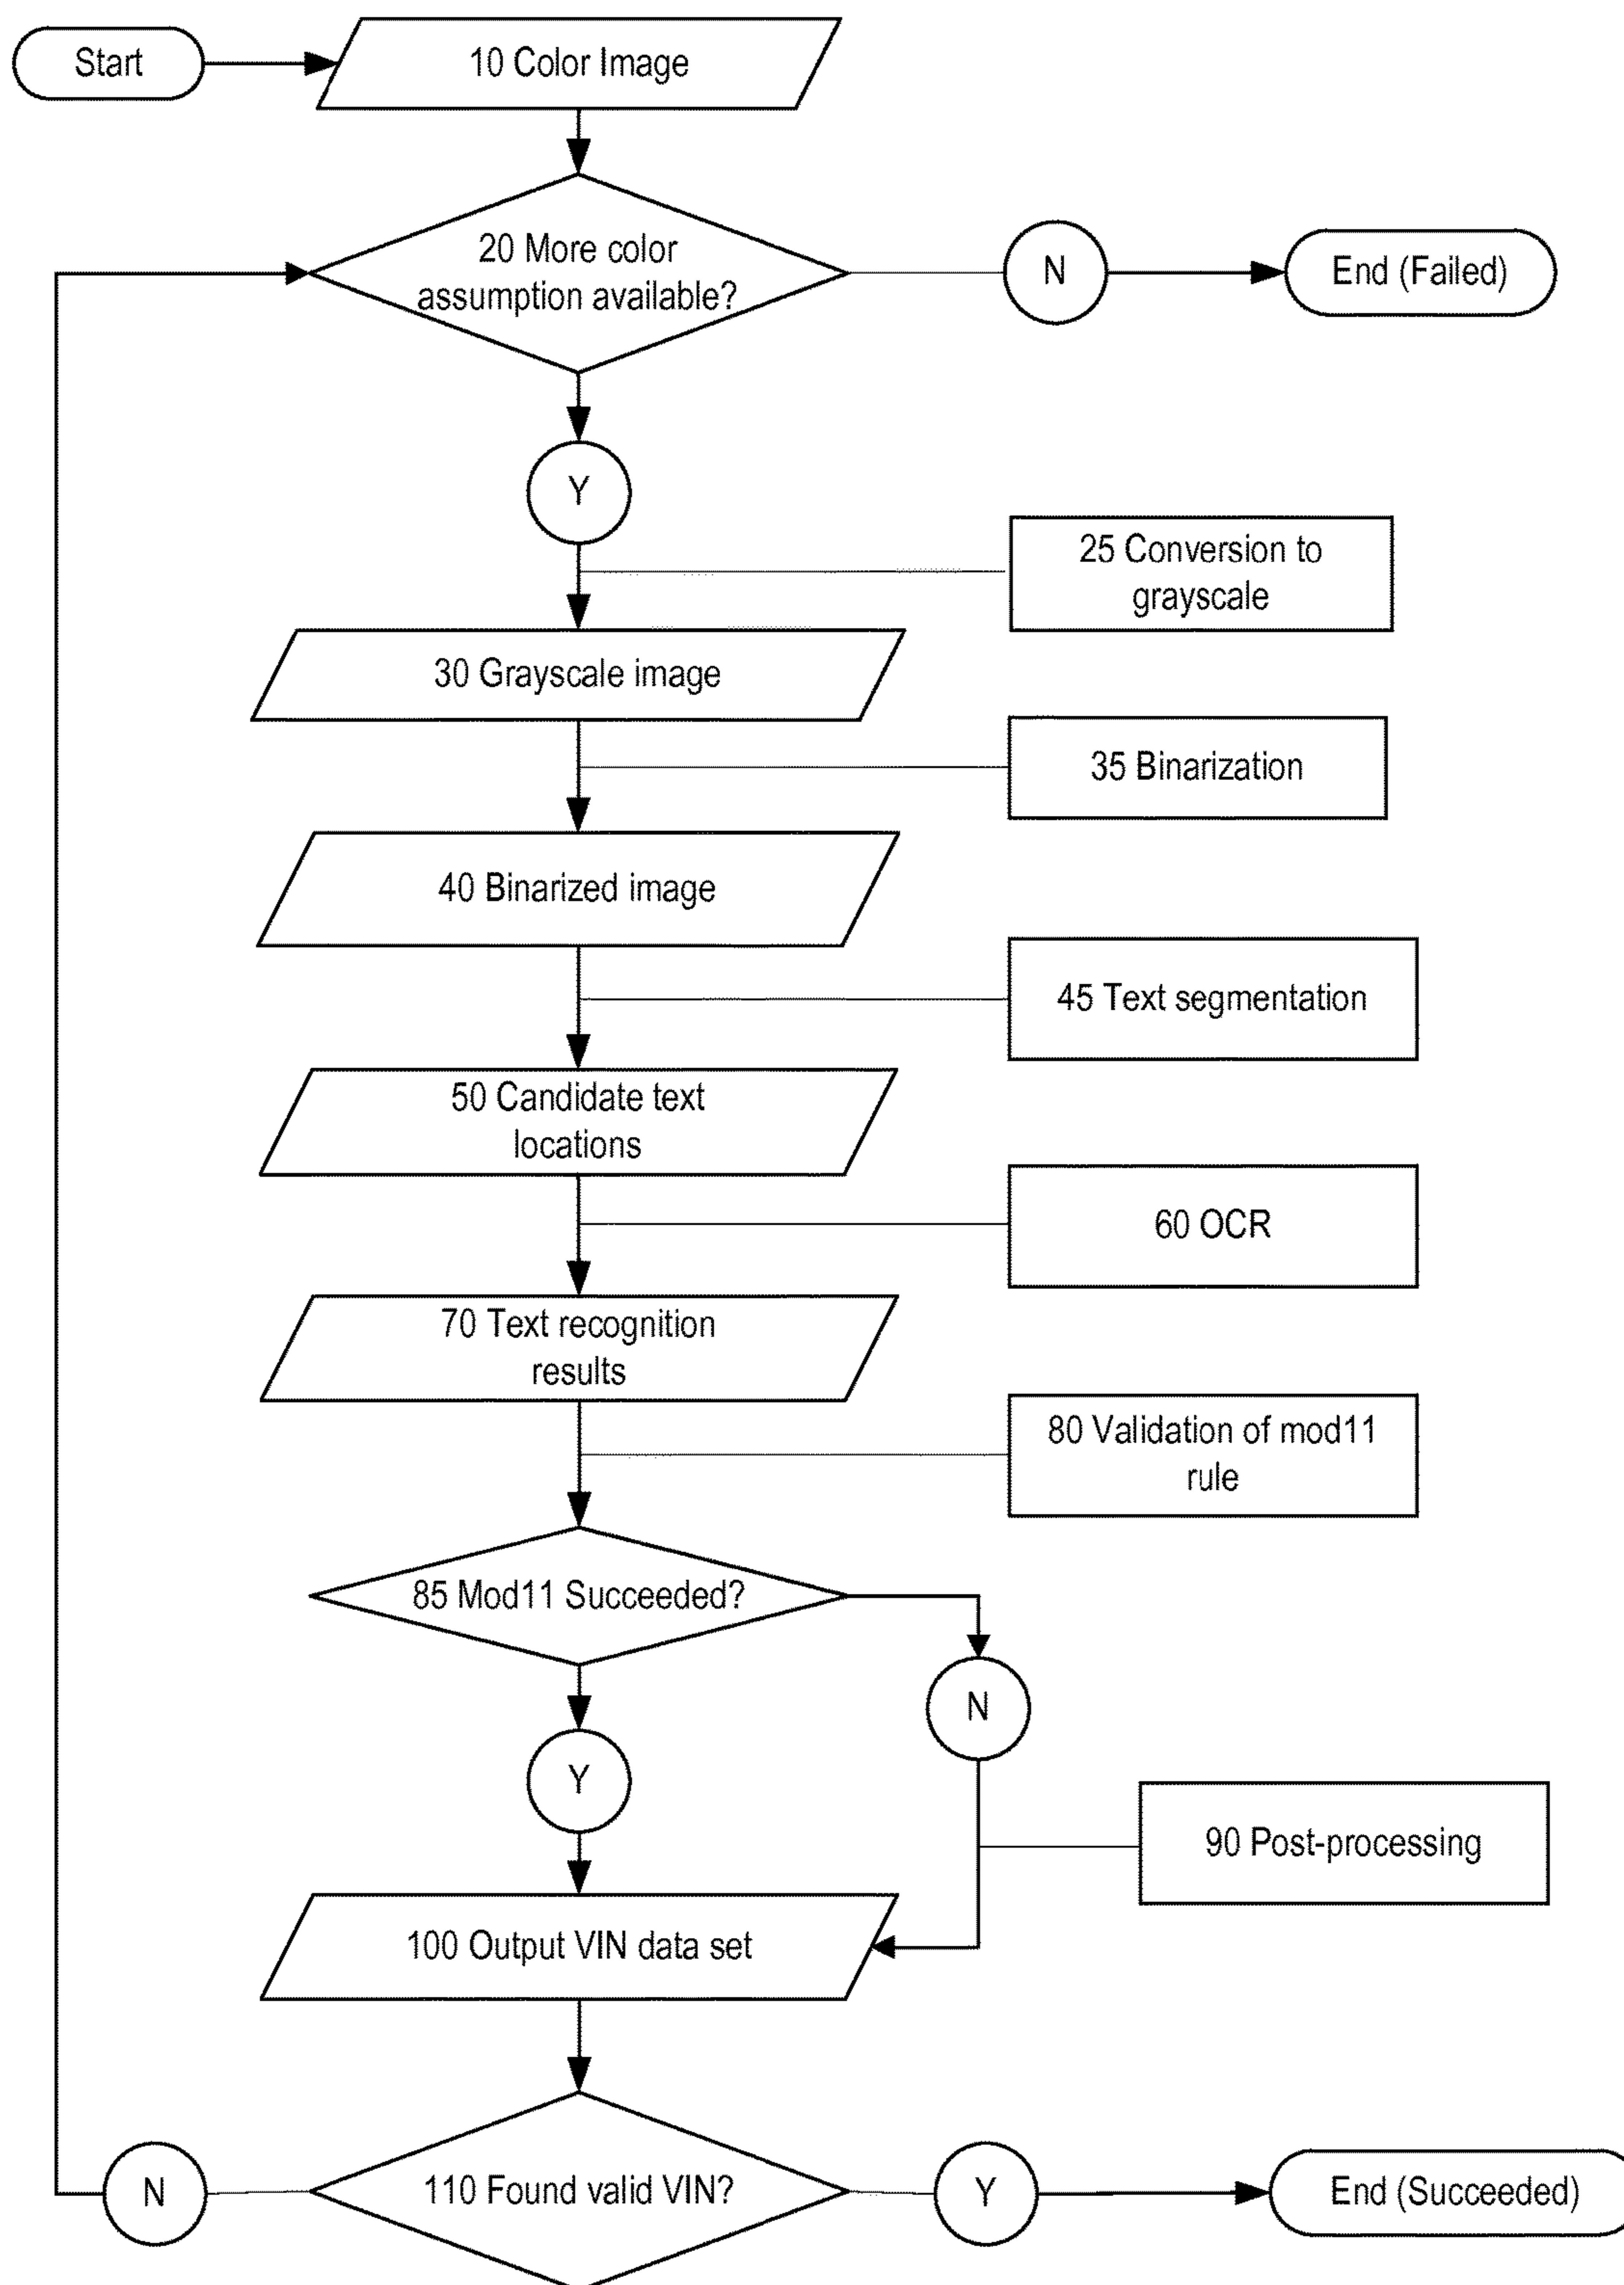 Start
10 Color Image
20 More color
assumption available?
N
End (Failed)
Y
25 Conversion to
grayscale
30 Grayscale image
35 Binarization
40 Binarized image
45 Text segmentation
50 Candidate text
locations
60 OCR
70 Text recognition
results
80 Validation of mod11
rule
85 Mod11 Succeeded?
N
Y
90 Post-processing
100 Output VIN data set
N
110 Found valid VIN?
Y
End (Succeeded)